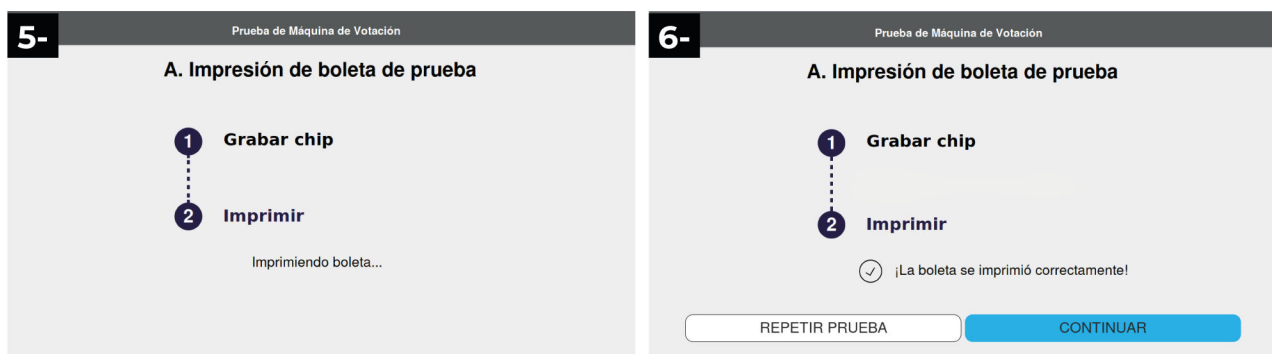 5-
Prueba de Máquina de Votación
A. Impresión de boleta de prueba
1 Grabar chip
2 Imprimir
Imprimiendo boleta...
6-
Prueba de Máquina de Votación
A. Impresión de boleta de prueba
1 Grabar chip
2 Imprimir
¡La boleta se imprimió correctamente!
REPETIR PRUEBA
CONTINUAR